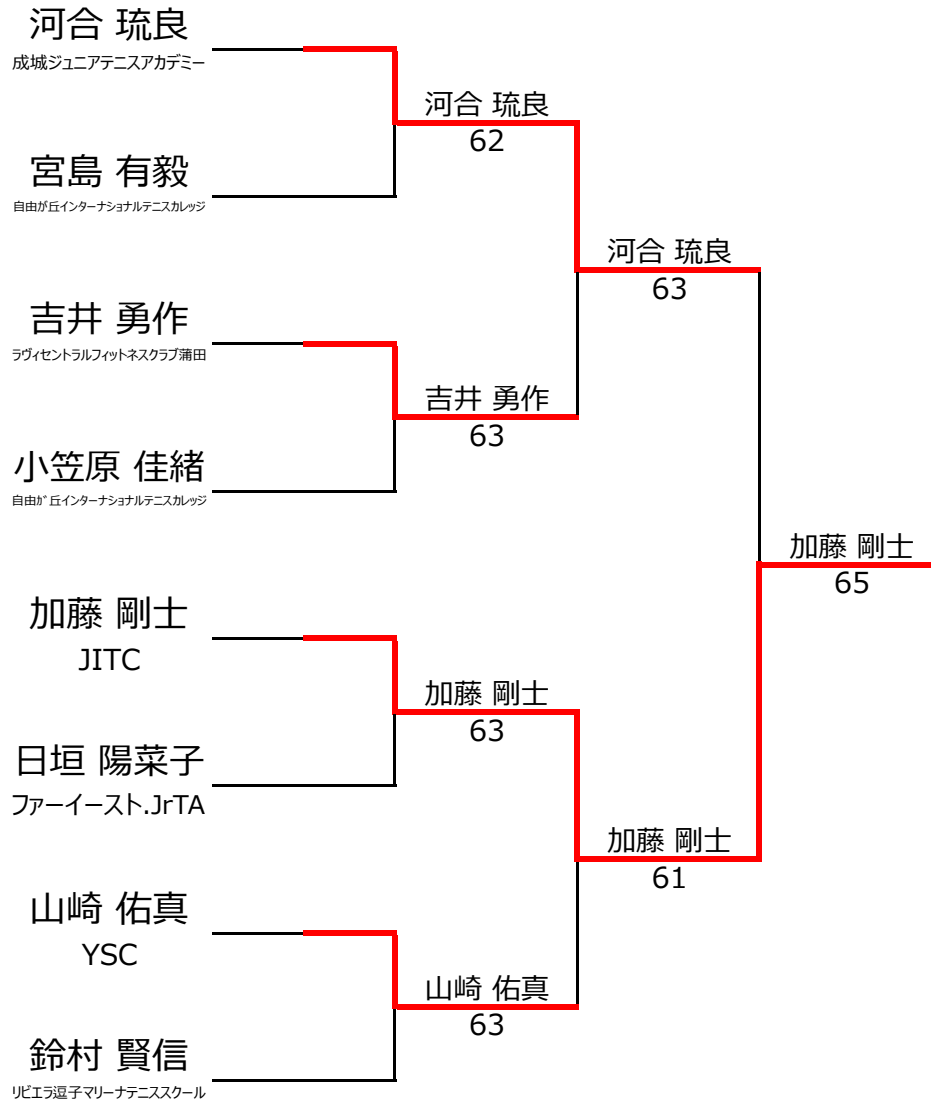 河合 琉良
成城ジュニアテニスアカデミー
河合 琉良
62
宮島 有毅
自由が丘インターナショナルテニスカレッジ
河合 琉良
63
吉井 勇作
ラヴィセントラルフィットネスクラブ蒲田
吉井 勇作
63
小笠原 佳緒
自由が゛丘インターナショナルテニスカレッジ
加藤 剛士
65
加藤 剛士
JITC
加藤 剛士
63
日垣 陽菜子
ファーイースト.JrTA
加藤 剛士
61
山崎 佑真
YSC
山崎 佑真
63
鈴村 賢信
リビエラ逗子マリーナテニススクール